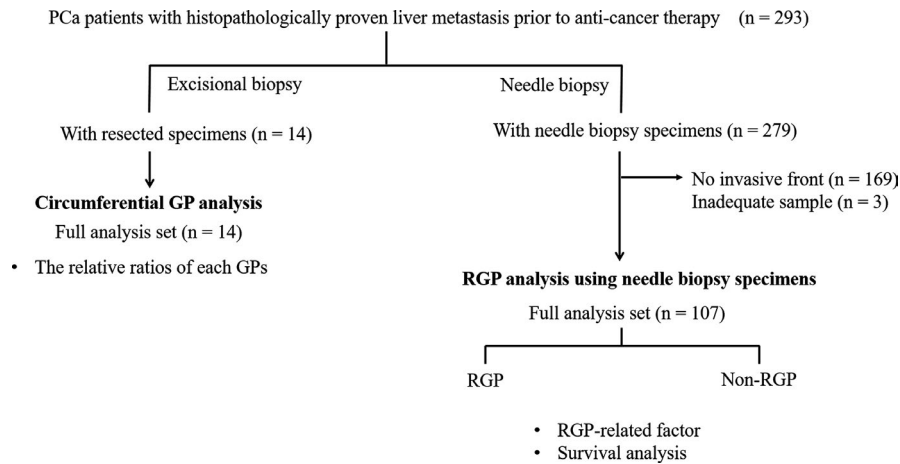 PCa patients with histopathologically proven liver metastasis prior to anti-cancer therapy (n = 293)
Excisional biopsy
Needle biopsy
With resected specimens (n = 14)
With needle biopsy specimens (n = 279)
No invasive front (n = 169)
Inadequate sample (n = 3)
Circumferential GP analysis
Full analysis set (n = 14)
• The relative ratios of each GPs
RGP analysis using needle biopsy specimens
Full analysis set (n = 107)
RGP
Non-RGP
• RGP-related factor
• Survival analysis